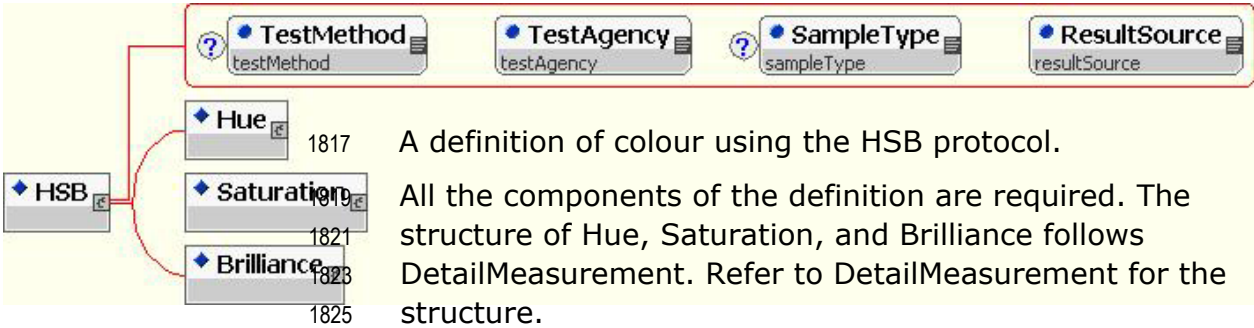 ? TestMethod TestAgency ? SampleType ResultSource
testMethod testAgency sampleType resultSource
Hue
1817 A definition of colour using the HSB protocol.
HSB
Saturation
1819 All the components of the definition are required. The
1821 structure of Hue, Saturation, and Brilliance follows
Brilliance
1823 DetailMeasurement. Refer to DetailMeasurement for the
1825 structure.